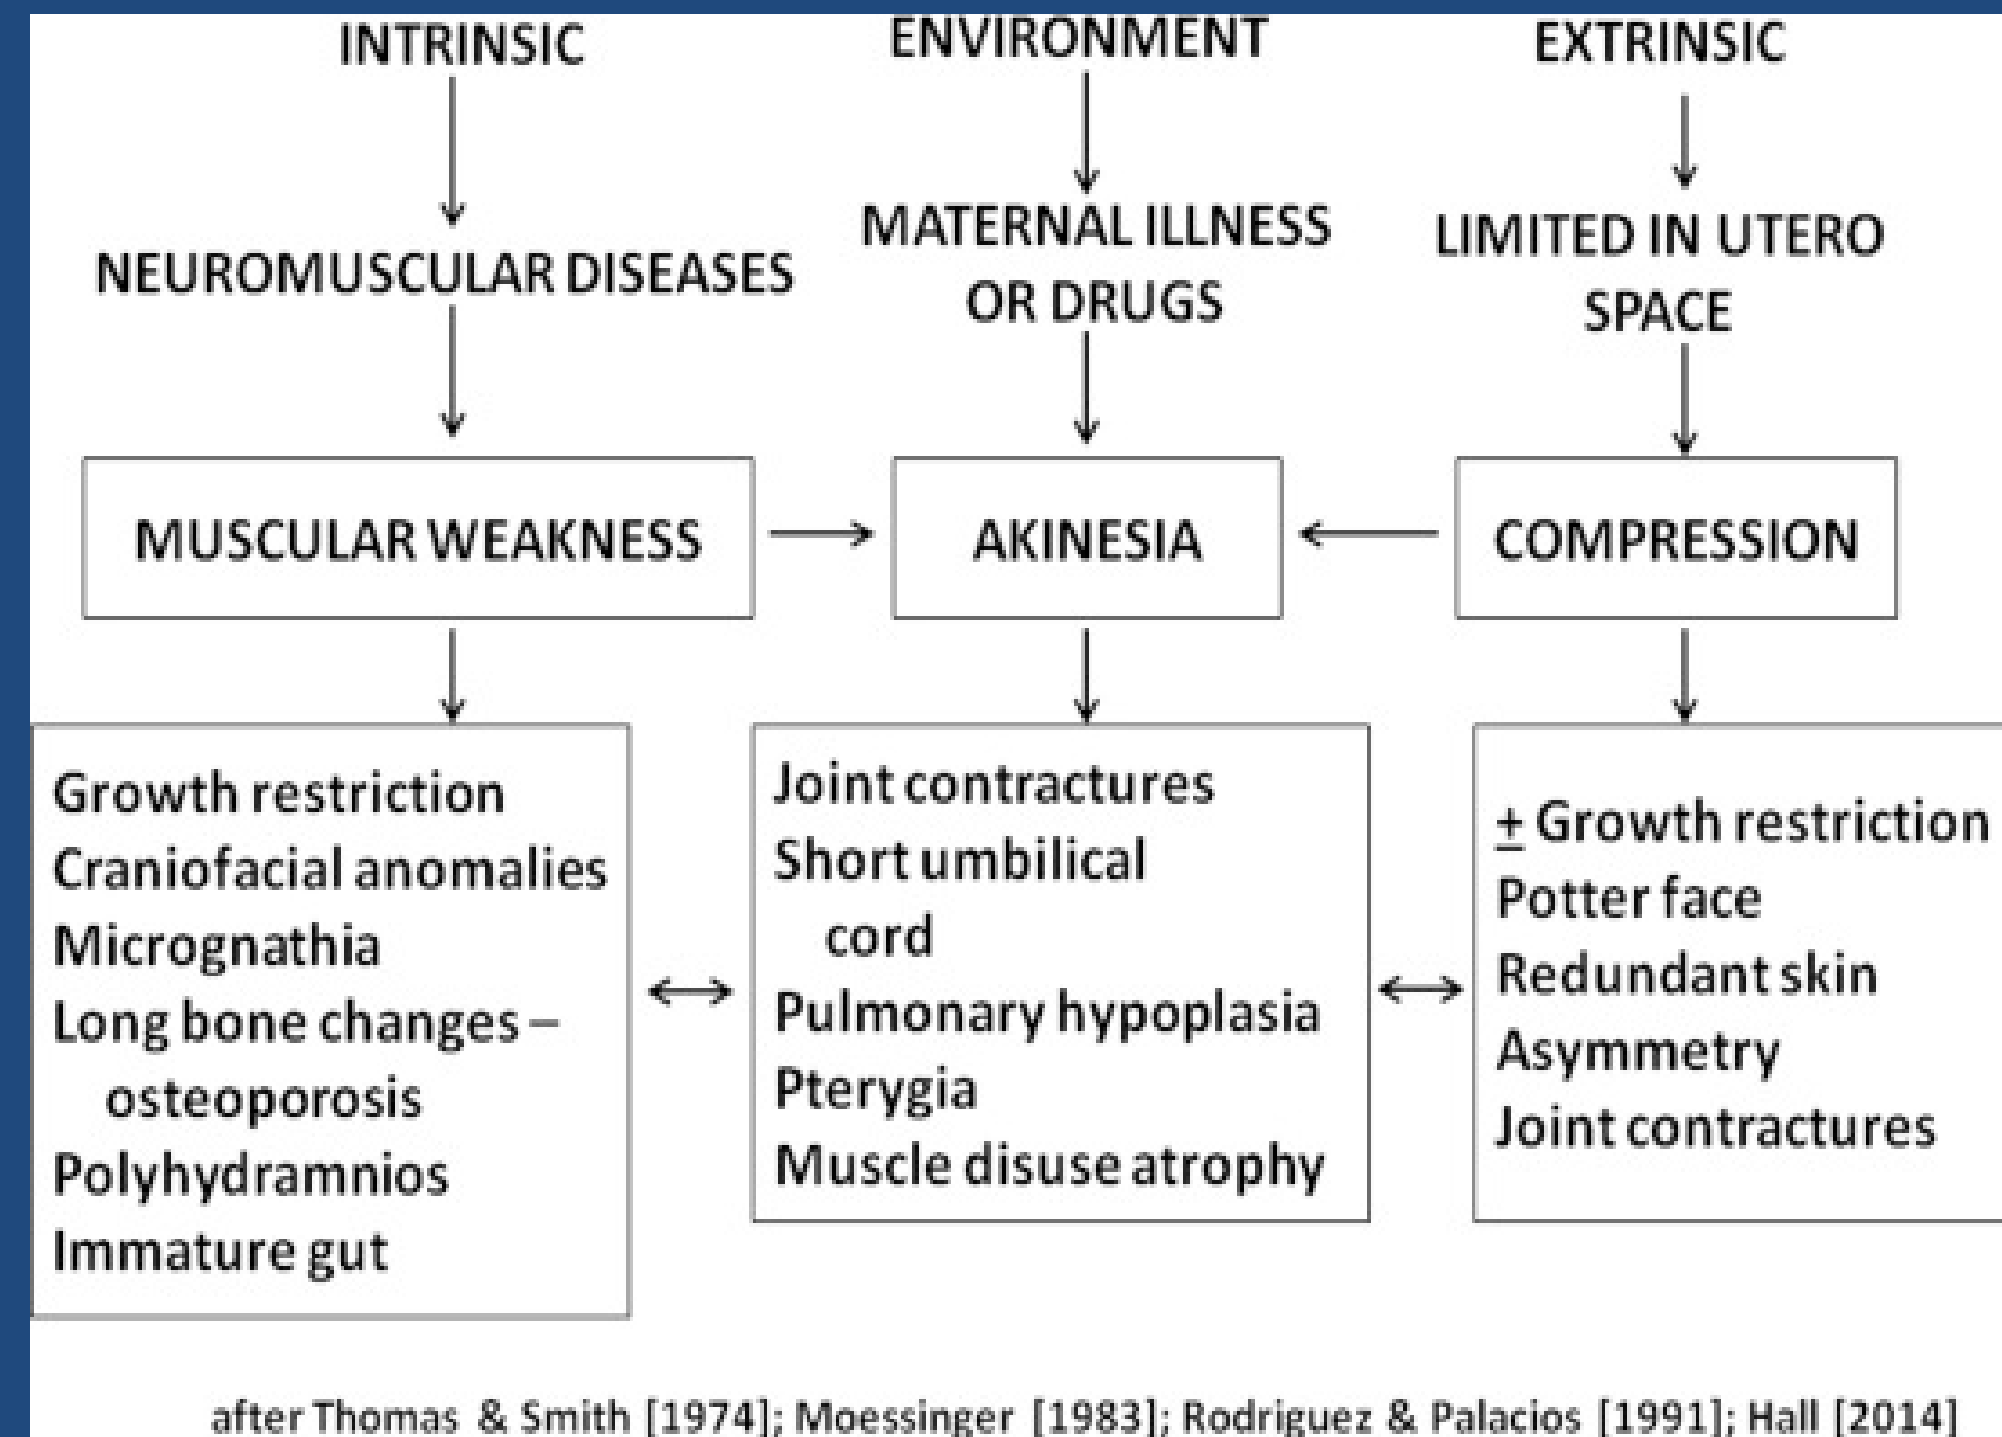 INTRINSIC
ENVIRONMENT
EXTRINSIC
NEUROMUSCULAR DISEASES
MATERNAL ILLNESS
OR DRUGS
LIMITED IN UTERO
SPACE
MUSCULAR WEAKNESS
AKINESIA
COMPRESSION
Growth restriction
Craniofacial anomalies
Micrognathia
Long bone changes –
osteoporosis
Polyhydramnios
Immature gut
Joint contractures
Short umbilical
cord
Pulmonary hypoplasia
Pterygia
Muscle disuse atrophy
± Growth restriction
Potter face
Redundant skin
Asymmetry
Joint contractures
after Thomas & Smith [1974]; Moessinger [1983]; Rodriguez & Palacios [1991]; Hall [2014]